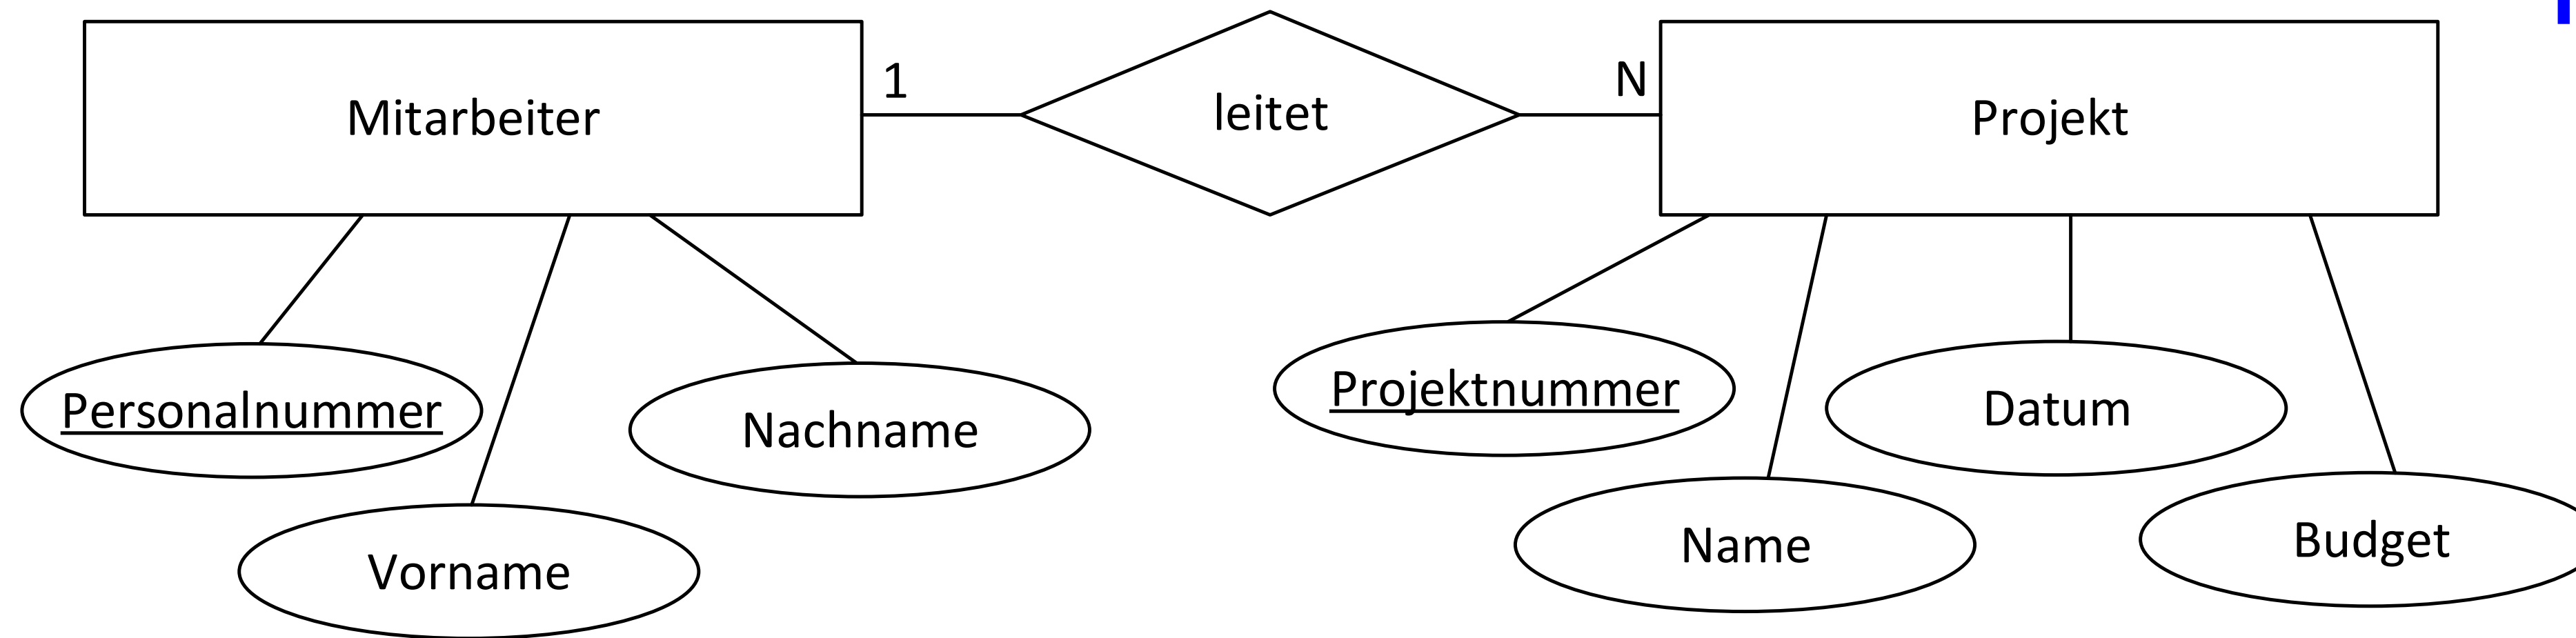 Mitarbeiter
1
leitet
N
Projekt
Personalnummer
Vorname
Nachname
Projektnummer
Name
Datum
Budget